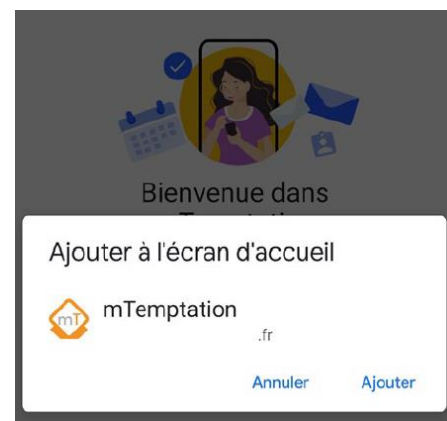 Bienvenue dans
Ajouter à l'écran d'accueil
mT
mTemptation
.fr
Annuler
Ajouter